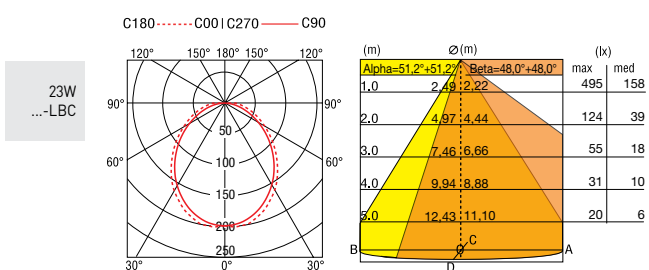 C180 C00 | C270 C90
23W
...-LBC
120° 150° 180° 150° 120°
90° 90°
50
60° 100 60°
150
200
250
30° 0° 30°
(m) Ø (m) (lx)
Alpha=51,2°+51,2° Beta=48,0°+48,0° max med
1.0 2,49 2,22 495 158
2.0 4,97 4,44 124 39
3.0 7,46 6,66 55 18
4.0 9,94 8,88 31 10
5.0 12,43 11,10 20 6
B O C A
D